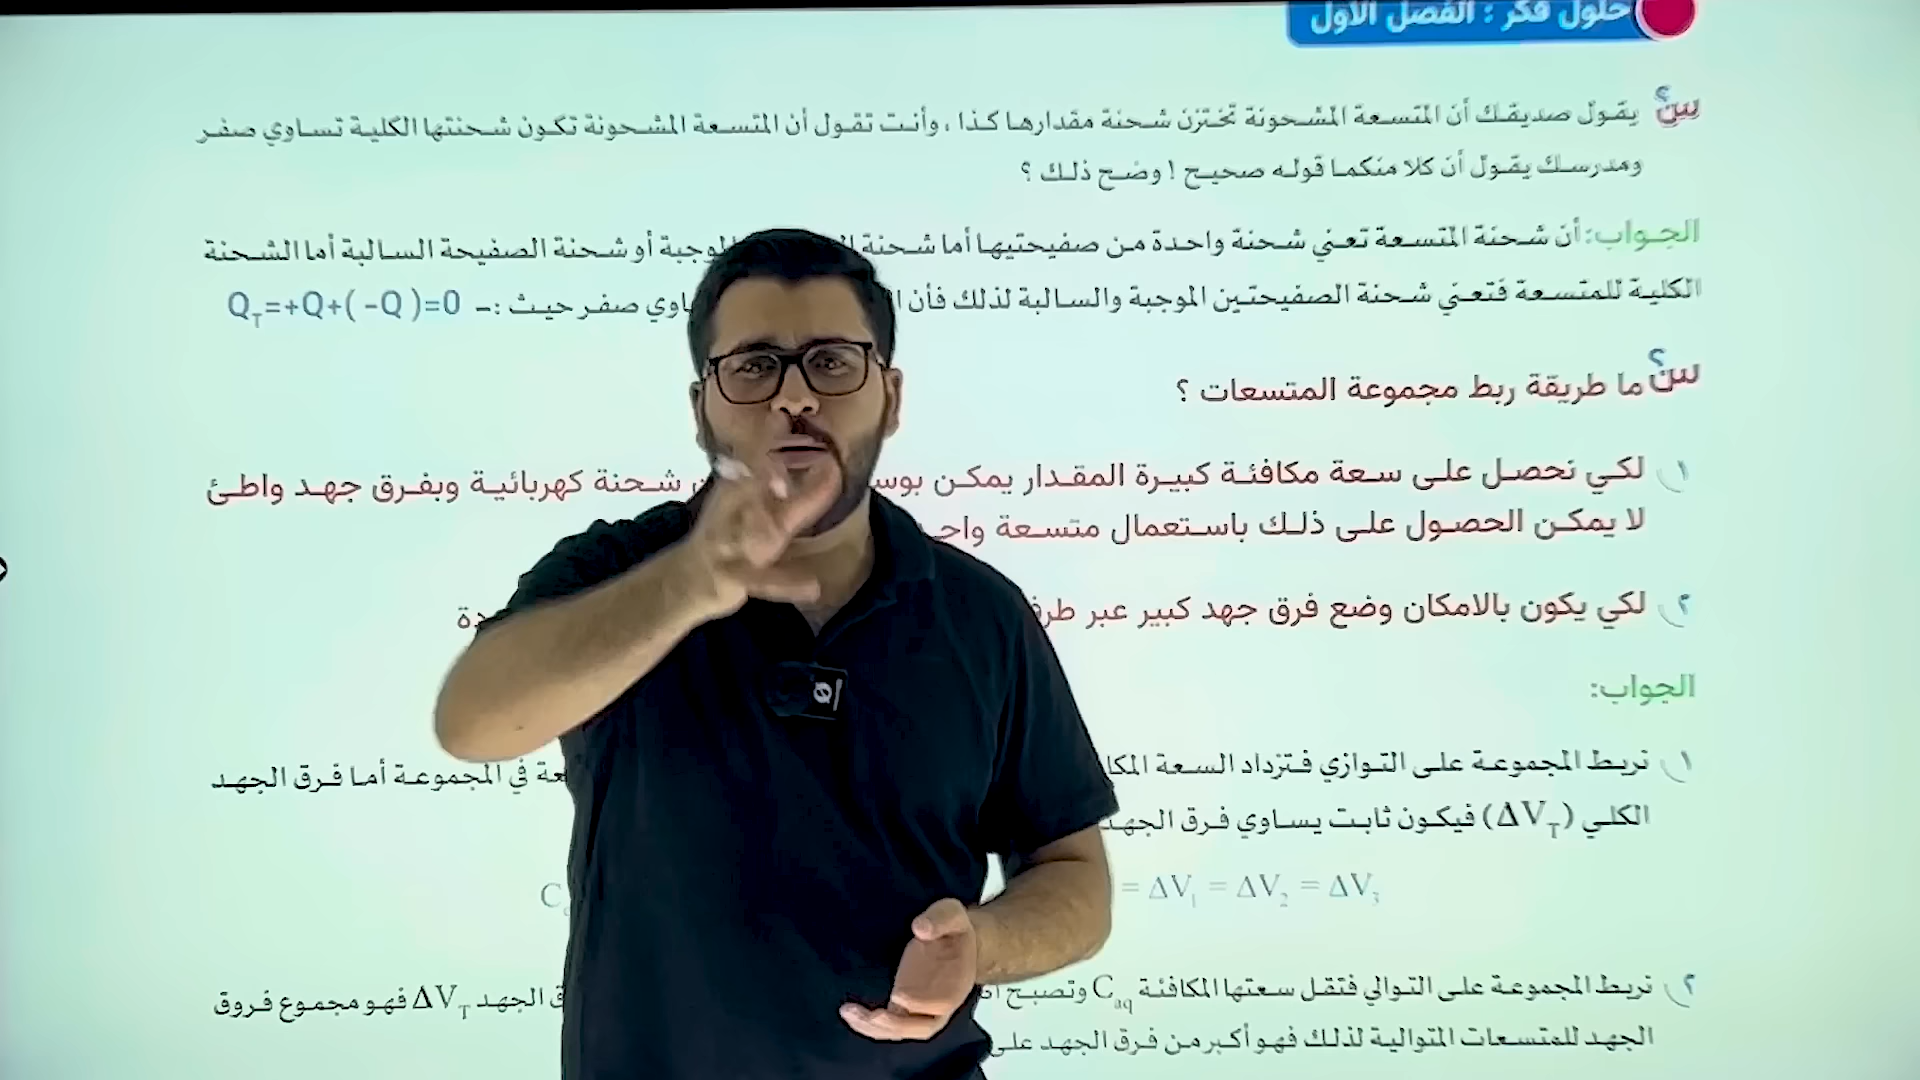 حلول فكر : الفصل الأول
س؟ يقول صديقك أن المتسعة المشحونة تختزن شحنة مقدارها كذا ، وأنت تقول أن المتسعة المشحونة تكون شحنتها الكلية تساوي صفر
ومدرسك يقول أن كلا منكما قوله صحيح ! وضح ذلك ؟
الجواب: أن شحنة المتسعة تعني شحنة واحدة من صفيحتيها أما شحنة الموجبة أو شحنة الصفيحة السالبة أما الشحنة
الكلية للمتسعة فتعني شحنة الصفيحتين الموجبة والسالبة لذلك فأن صفر حيث :- Q_T=+Q+( -Q )=0
س؟ ما طريقة ربط مجموعة المتسعات ؟
١) لكي نحصل على سعة مكافئة كبيرة المقدار يمكن شحنة كهربائية وبفرق جهد واطئ
لا يمكن الحصول على ذلك باستعمال متسعة
٢) لكي يكون بالامكان وضع فرق جهد كبير عبر
الجواب:
١) نربط المجموعة على التوازي فتزداد السعة في المجموعة أما فرق الجهد
الكلي (ΔV_T) فيكون ثابت يساوي فرق الجهد
C = ΔV₁ = ΔV₂ = ΔV₃
٢) نربط المجموعة على التوالي فتقل سعتها المكافئة C_aq وتصبح الجهد ΔV_T فهو مجموع فروق
الجهد للمتسعات المتوالية لذلك فهو أكبر من فرق الجهد على